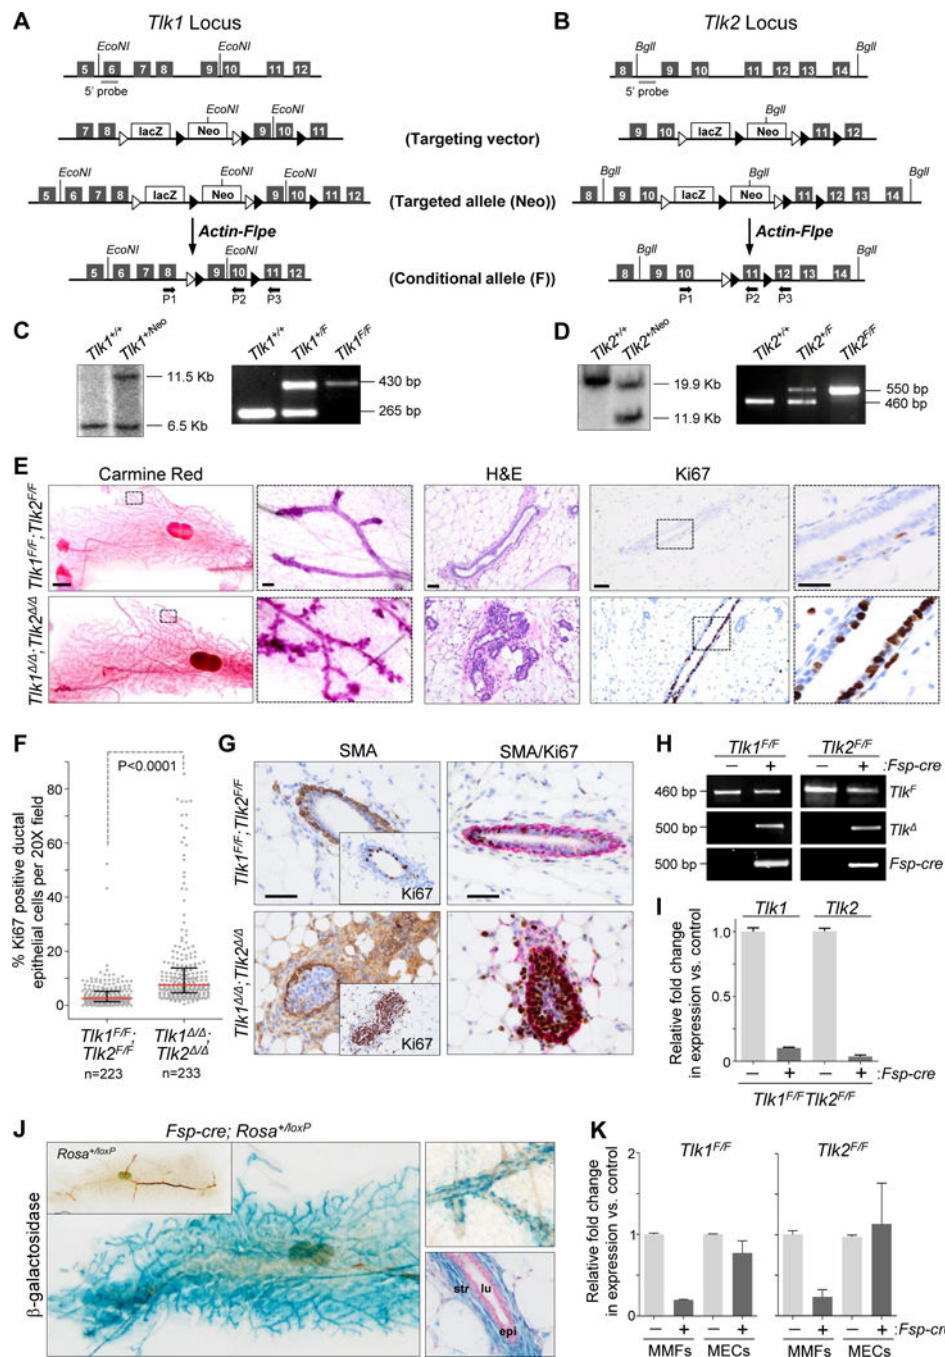 A Tlk1 Locus
B Tlk2 Locus
EcoNI EcoNI
5 6 7 8 9 10 11 12
5' probe
BglI BglI
8 9 10 11 12 13 14
5' probe
EcoNI EcoNI
7 8 lacZ Neo 9 10 11
(Targeting vector)
BglI
9 10 lacZ Neo 11 12
EcoNI EcoNI EcoNI
5 6 7 8 lacZ Neo 9 10 11 12
(Targeted allele (Neo))
BglI BglI BglI
8 9 10 lacZ Neo 11 12 13 14
Actin-Flpe
Actin-Flpe
EcoNI EcoNI
5 6 7 8 9 10 11 12
P1 P2 P3
(Conditional allele (F))
BglI BglI
8 9 10 11 12 13 14
P1 P2 P3
C
Tlk1+/+ Tlk1+/Neo
11.5 Kb
6.5 Kb
Tlk1+/+ Tlk1+/F Tlk1F/F
430 bp
265 bp
D
Tlk2+/+ Tlk2+/Neo
19.9 Kb
11.9 Kb
Tlk2+/+ Tlk2+/F Tlk2F/F
550 bp
460 bp
E
Carmine Red H&E Ki67
Tlk1F/F;Tlk2F/F
Tlk1Δ/Δ;Tlk2Δ/Δ
F
% Ki67 positive ductal
epithelial cells per 20X field
P<0.0001
80
60
40
20
0
Tlk1F/F;
Tlk2F/F
n=223
Tlk1Δ/Δ;
Tlk2Δ/Δ
n=233
G
SMA SMA/Ki67
Tlk1F/F;Tlk2F/F
Ki67
Tlk1Δ/Δ;Tlk2Δ/Δ
Ki67
H
Tlk1F/F Tlk2F/F
– + – + :Fsp-cre
460 bp TlkF
500 bp TlkΔ
500 bp Fsp-cre
I
Relative fold change
in expression vs. control
Tlk1 Tlk2
1.0
0.5
0
– + – + :Fsp-cre
Tlk1F/FTlk2F/F
J
Fsp-cre; Rosa+/loxP
Rosa+/loxP
β-galactosidase
str lu
epi
K
Relative fold change
in expression vs. control
Tlk1F/F Tlk2F/F
2
1
0
– + – + – + – + :Fsp-cre
MMFs MECs MMFs MECs